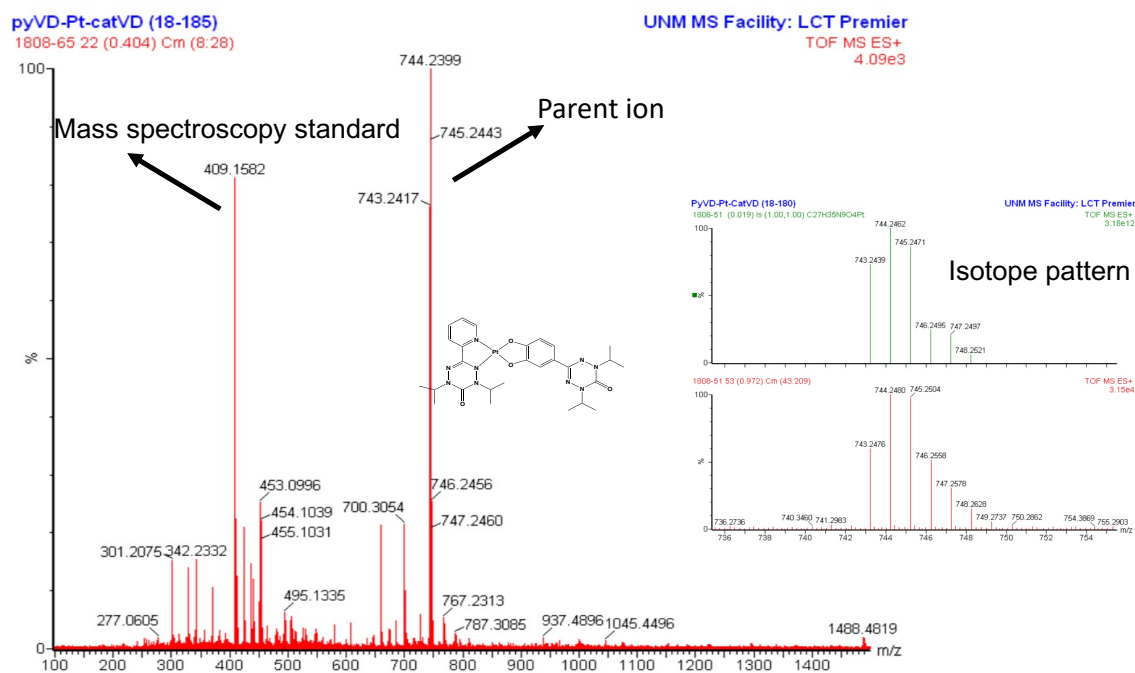 pyVD-Pt-catVD (18-185)
UNM MS Facility: LCT Premier
1808-65 22 (0.404) Cm (8:28)
TOF MS ES+
4.09e3
100
%
0
744.2399
745.2443
743.2417
Parent ion
Mass spectroscopy standard
409.1582
453.0996
454.1039
455.1031
700.3054
746.2456
747.2460
301.2075
342.2332
277.0605
495.1335
767.2313
787.3085
937.4896
1045.4496
1488.4819
m/z
100 200 300 400 500 600 700 800 900 1000 1100 1200 1300 1400
N
N
N
N
N
N
O
Pt
O
O
N
N
N
N
O
PyVD-Pt-CatVD (18-180)
UNM MS Facility: LCT Premier
1808-51 (0.019) Is (1.00,1.00) C27H35N9O4Pt
TOF MS ES+
3.18e12
100
%
0
744.2462
745.2471
743.2439
746.2495
747.2497
748.2521
Isotope pattern
1808-51 53 (0.972) Cm (43:209)
TOF MS ES+
3.15e4
100
%
0
744.2480
745.2504
743.2476
746.2558
747.2578
748.2628
736.2736
740.3460
741.2983
749.2737
750.2862
754.3869
755.2903
m/z
736 738 740 742 744 746 748 750 752 754